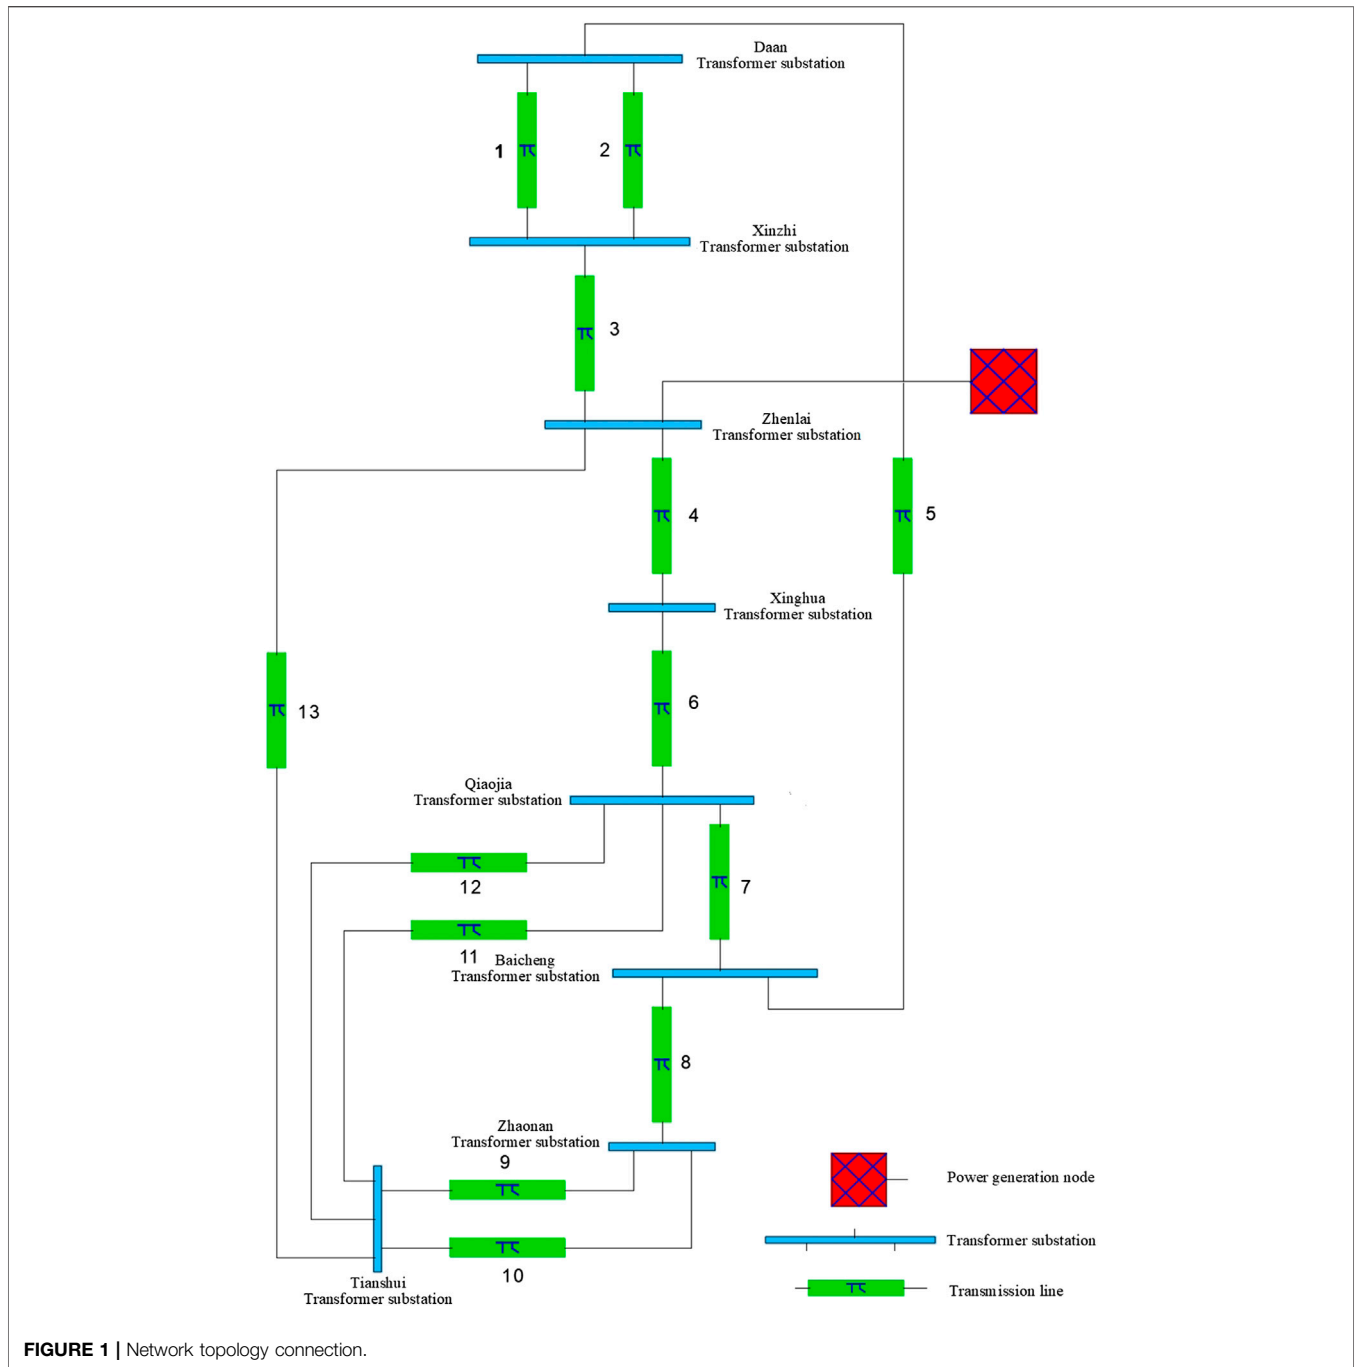 Daan
Transformer substation
1
2
Xinzhi
Transformer substation
3
Zhenlai
Transformer substation
4
5
Xinghua
Transformer substation
6
13
Qiaojia
Transformer substation
12
7
11
Baicheng
Transformer substation
8
Zhaonan
Transformer substation
9
10
Tianshui
Transformer substation
Power generation node
Transformer substation
Transmission line
FIGURE 1 | Network topology connection.